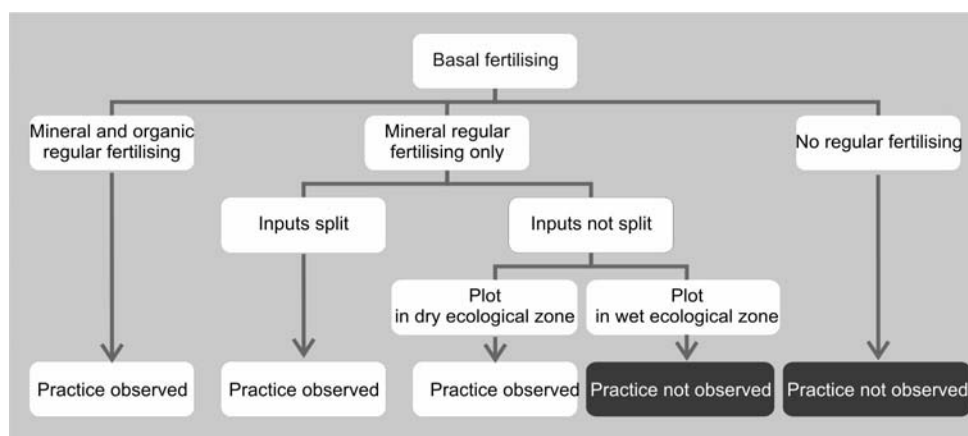 Basal fertilising
Mineral and organic
regular fertilising
Mineral regular
fertilising only
No regular fertilising
Inputs split
Inputs not split
Plot
in dry ecological zone
Plot
in wet ecological zone
Practice observed
Practice observed
Practice observed
Practice not observed
Practice not observed